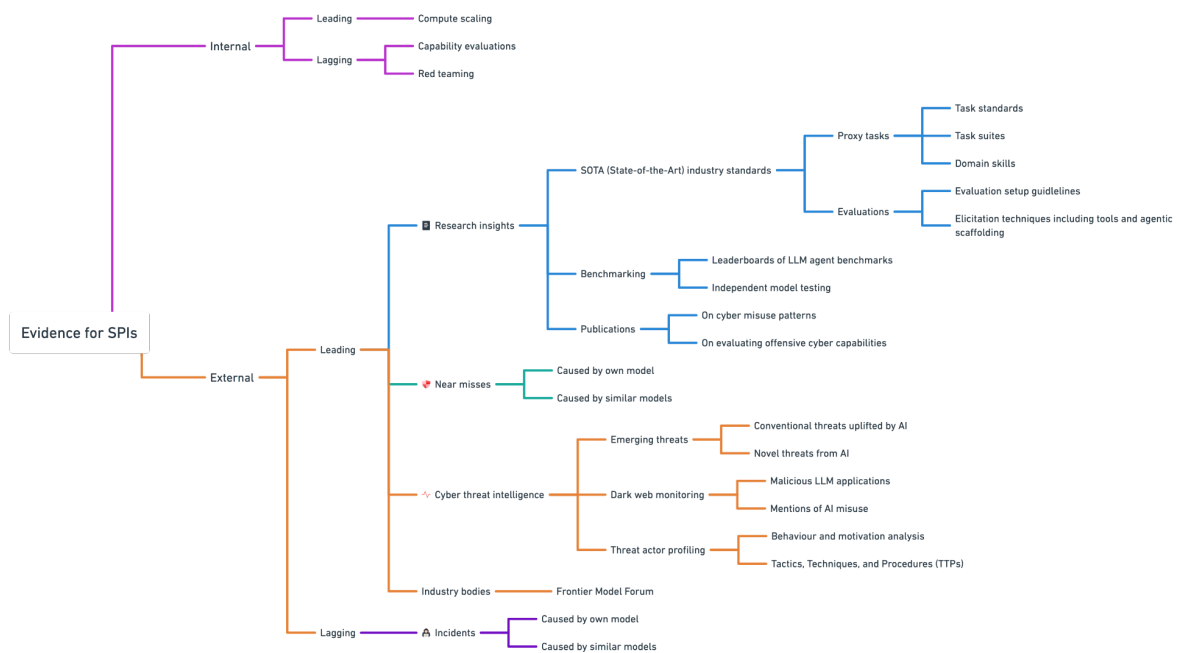 Evidence for SPIs
Internal
Leading
Compute scaling
Lagging
Capability evaluations
Red teaming
External
Leading
Research insights
SOTA (State-of-the-Art) industry standards
Proxy tasks
Task standards
Task suites
Domain skills
Evaluations
Evaluation setup guidlelines
Elicitation techniques including tools and agentic
scaffolding
Benchmarking
Leaderboards of LLM agent benchmarks
Independent model testing
Publications
On cyber misuse patterns
On evaluating offensive cyber capabilities
Near misses
Caused by own model
Caused by similar models
Cyber threat intelligence
Emerging threats
Conventional threats uplifted by AI
Novel threats from AI
Dark web monitoring
Malicious LLM applications
Mentions of AI misuse
Threat actor profiling
Behaviour and motivation analysis
Tactics, Techniques, and Procedures (TTPs)
Industry bodies
Frontier Model Forum
Lagging
Incidents
Caused by own model
Caused by similar models